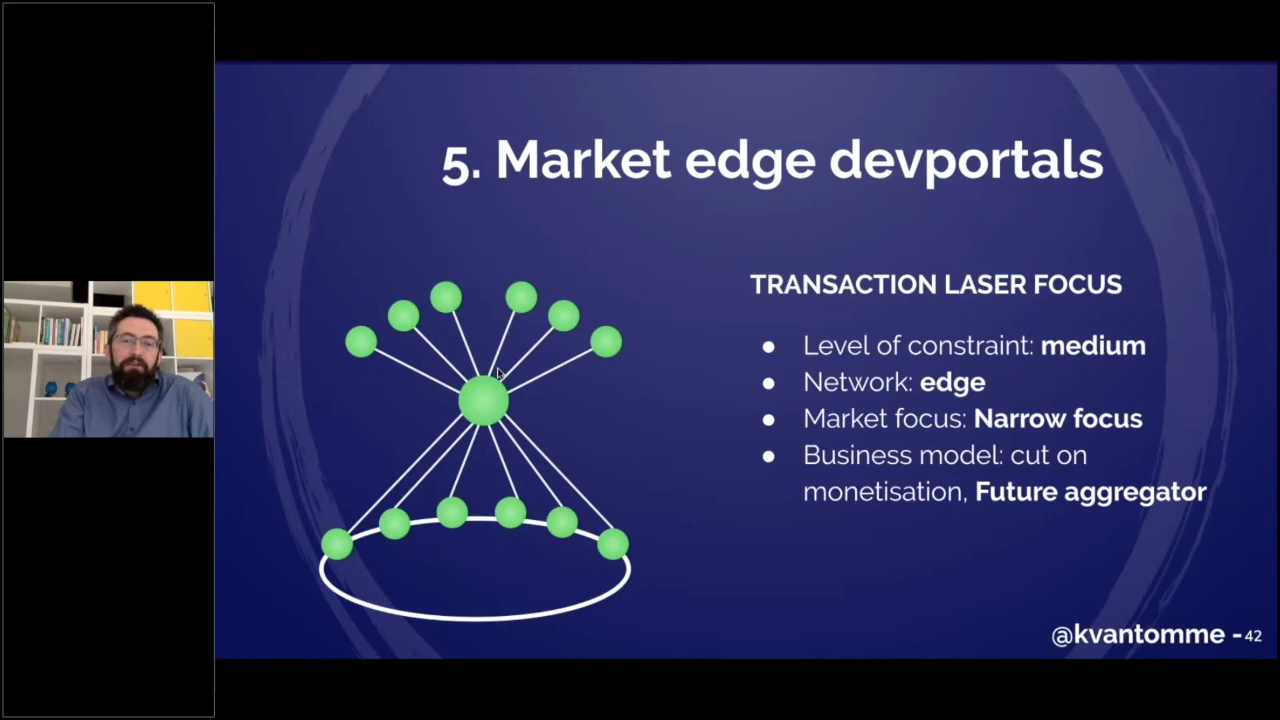 5. Market edge devportals
TRANSACTION LASER FOCUS
● Level of constraint: medium
● Network: edge
● Market focus: Narrow focus
● Business model: cut on
monetisation, Future aggregator
@kvantomme - 42